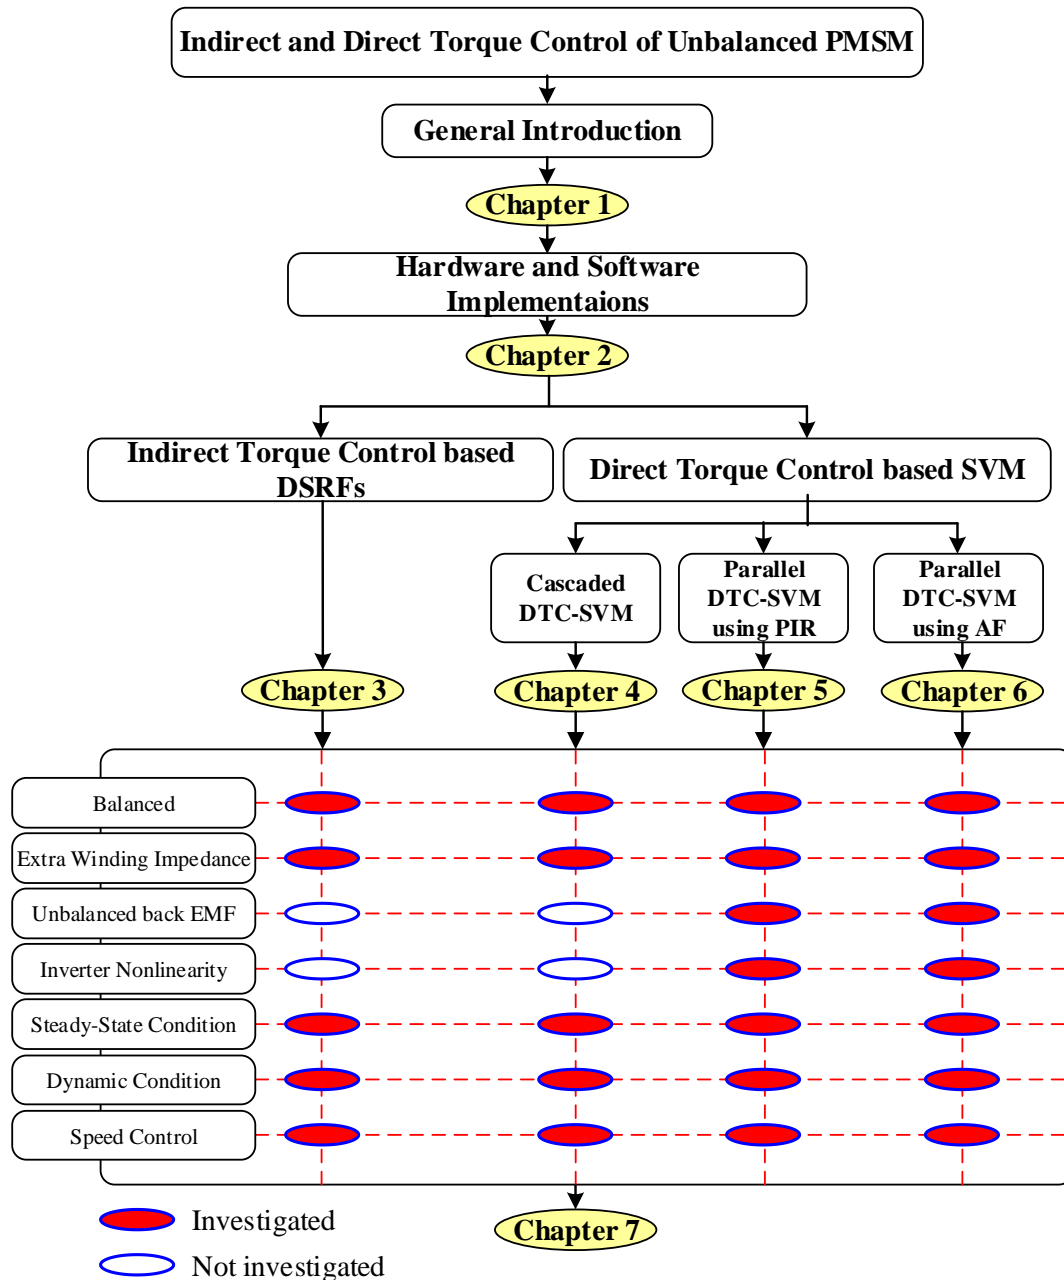 Indirect and Direct Torque Control of Unbalanced PMSM
General Introduction
Chapter 1
Hardware and Software
Implementaions
Chapter 2
Indirect Torque Control based
DSRFs
Direct Torque Control based SVM
Cascaded
DTC-SVM
Parallel
DTC-SVM
using PIR
Parallel
DTC-SVM
using AF
Chapter 3
Chapter 4
Chapter 5
Chapter 6
Balanced
Extra Winding Impedance
Unbalanced back EMF
Inverter Nonlinearity
Steady-State Condition
Dynamic Condition
Speed Control
Investigated
Not investigated
Chapter 7